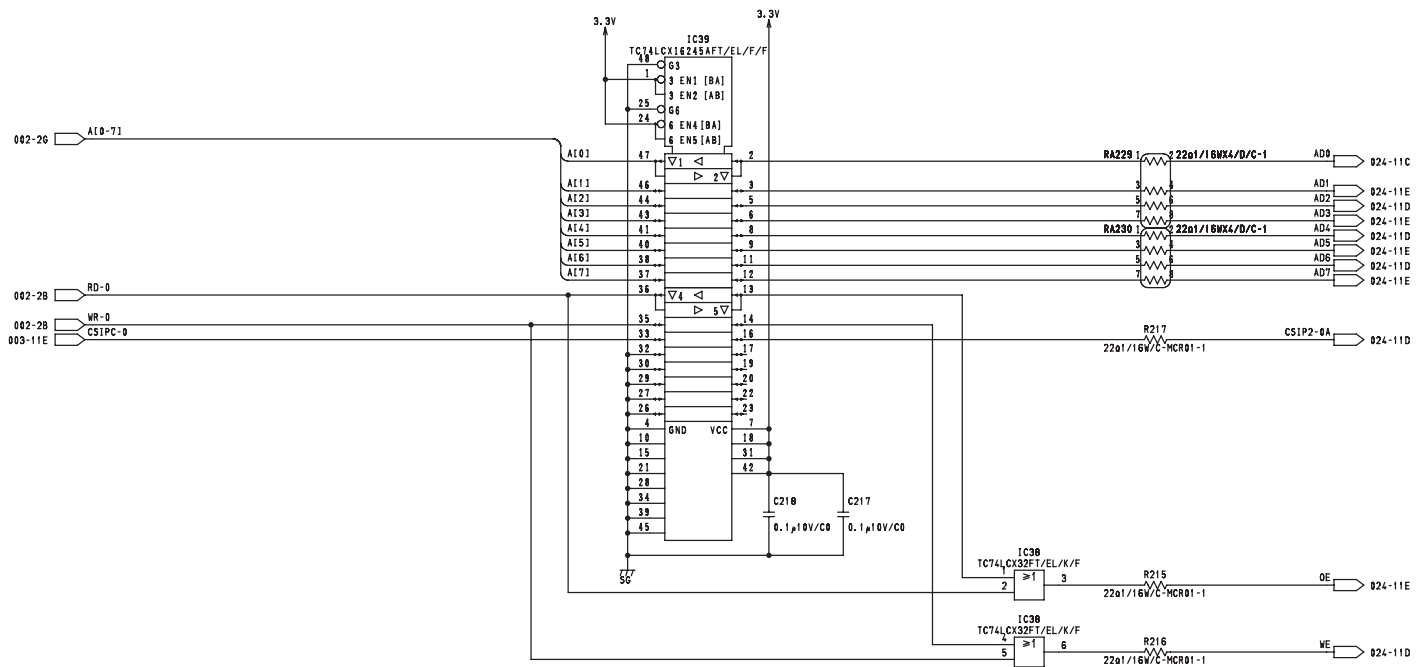 3.3V
3.3V
IC39
TC74LCX16245AFT/EL/F/F
48 G3
1 3 EN1 [BA]
3 EN2 [AB]
25 G6
24 6 EN4[BA]
6 EN5[AB]
002-2G A[0-7]
A[0] 47 ▽1 ◁ 2 RA229 1 2 22Ω1/16WX4/D/C-1 AD0 024-11C
▷ 2▽
A[1] 46 3 3 4 AD1 024-11E
A[2] 44 5 5 6 AD2 024-11D
A[3] 43 6 7 8 AD3 024-11E
A[4] 41 8 RA230 1 2 22Ω1/16WX4/D/C-1 AD4 024-11D
A[5] 40 9 3 4 AD5 024-11E
A[6] 38 11 5 6 AD6 024-11D
A[7] 37 12 7 8 AD7 024-11E
002-2B RD-0 36 ▽4 ◁ 13
▷ 5▽
002-2B WR-0 35 14
003-11E CSIPC-0 33 16 R217 CSIP2-0A 024-11D
22Ω1/16W/C-MCR01-1
32 17
30 19
29 20
27 22
26 23
4 GND VCC 7
10 18
15 31
21 42
28
34
39
45
C218
0.1μ10V/C0
C217
0.1μ10V/C0
SG
IC38
TC74LCX32FT/EL/K/F
1 ≥1 3 R215 OE 024-11E
2
22Ω1/16W/C-MCR01-1
IC38
TC74LCX32FT/EL/K/F
4 ≥1 6 R216 WE 024-11D
5
22Ω1/16W/C-MCR01-1